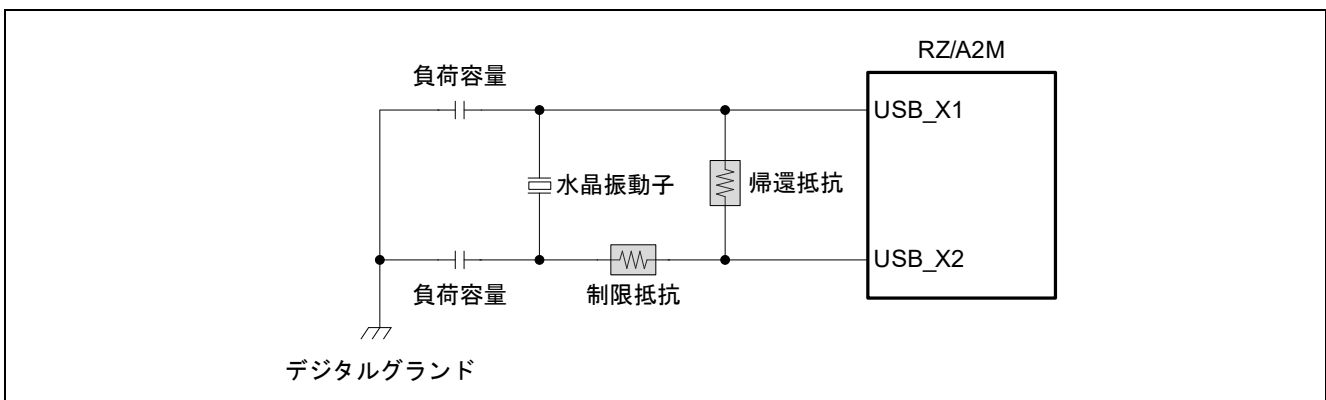 RZ/A2M
負荷容量
USB_X1
水晶振動子
帰還抵抗
USB_X2
負荷容量
制限抵抗
デジタルグランド